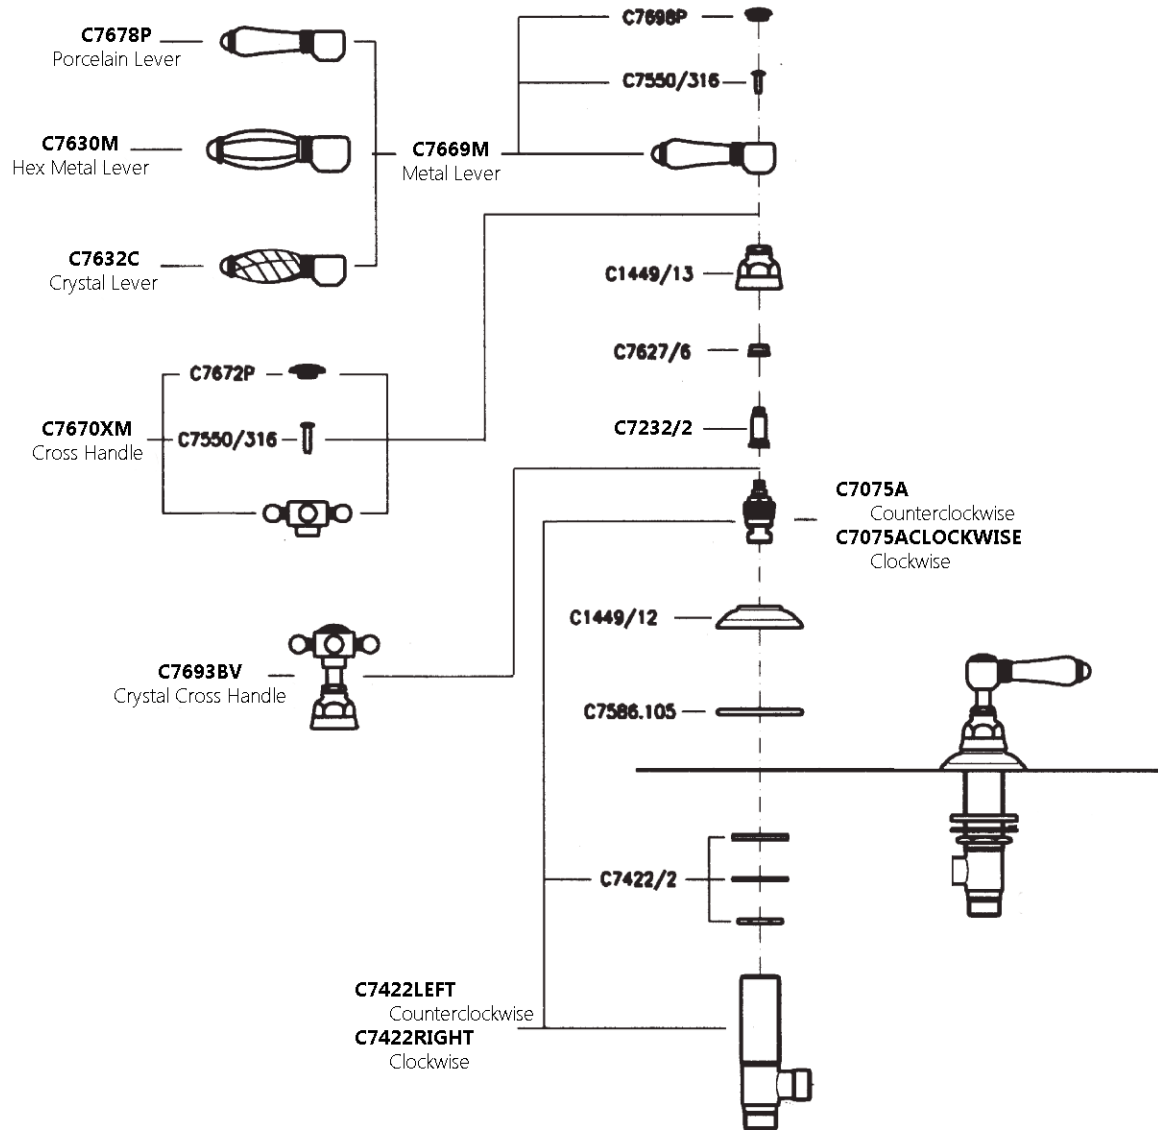 C7678P
Porcelain Lever
C7630M
Hex Metal Lever
C7632C
Crystal Lever
C7669M
Metal Lever
C7698P
C7550/316
C1449/13
C7627/6
C7232/2
C7672P
C7670XM
Cross Handle
C7550/316
C7075A
Counterclockwise
C7075ACLOCKWISE
Clockwise
C1449/12
C7693BV
Crystal Cross Handle
C7586.105
C7422/2
C7422LEFT
Counterclockwise
C7422RIGHT
Clockwise